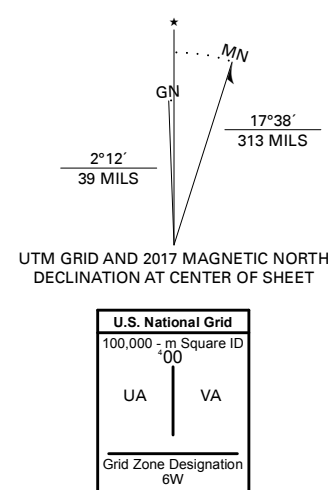 ★
MN
GN
17°38´
313 MILS
2°12´
39 MILS
UTM GRID AND 2017 MAGNETIC NORTH
DECLINATION AT CENTER OF SHEET
U.S. National Grid
100,000 - m Square ID
⁴00
UA VA
Grid Zone Designation
6W